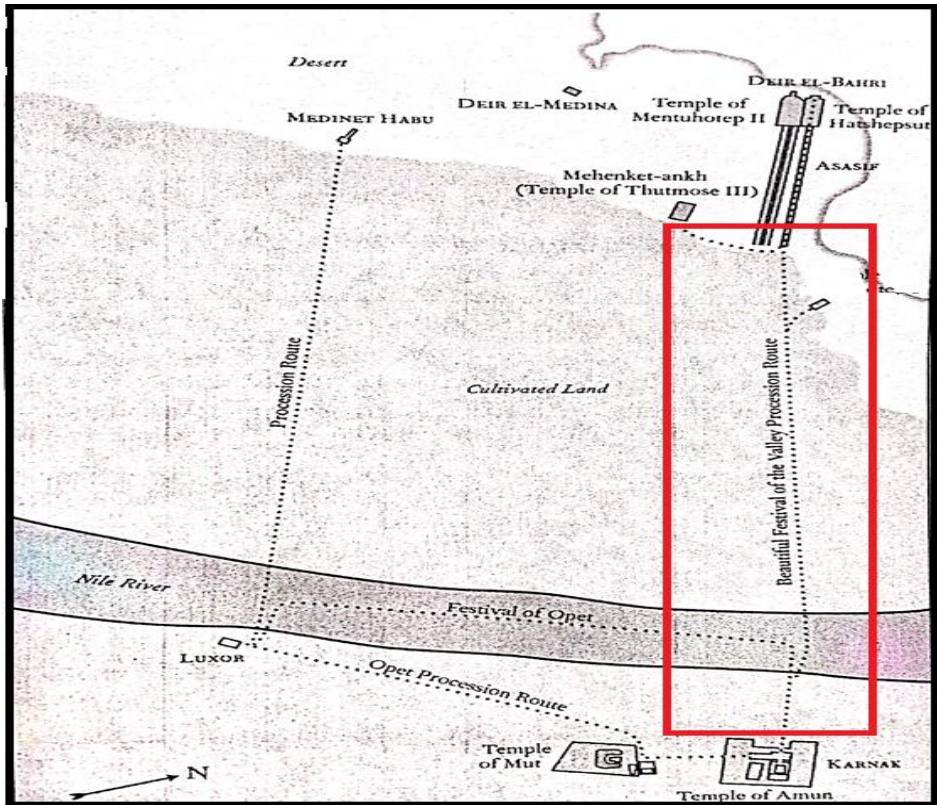 Desert
DEIR EL-BAHRI
DEIR EL-MEDINA
Temple of
Mentuhotep II
Temple of
Hatshepsut
MEDINET HABU
ASASIF
Mehenket-ankh
(Temple of Thutmose III)
Procession Route
Cultivated Land
Beautiful Festival of the Valley Procession Route
Nile River
Festival of Opet
LUXOR
Opet Procession Route
Temple
of Mut
KARNAK
Temple of Amun
N